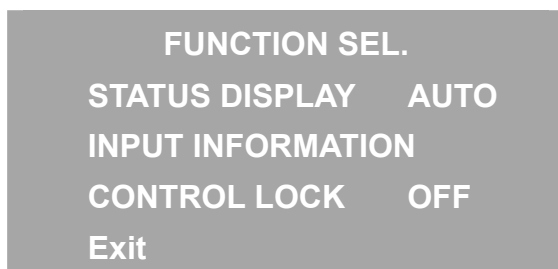 FUNCTION SEL.
STATUS DISPLAY AUTO
INPUT INFORMATION
CONTROL LOCK OFF
Exit